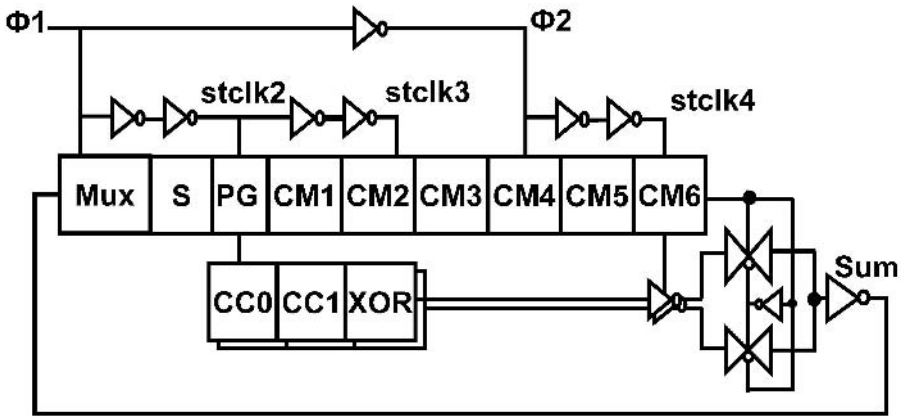 Φ1 Φ2
stclk2 stclk3 stclk4
Mux S PG CM1 CM2 CM3 CM4 CM5 CM6
Sum
CC0 CC1 XOR